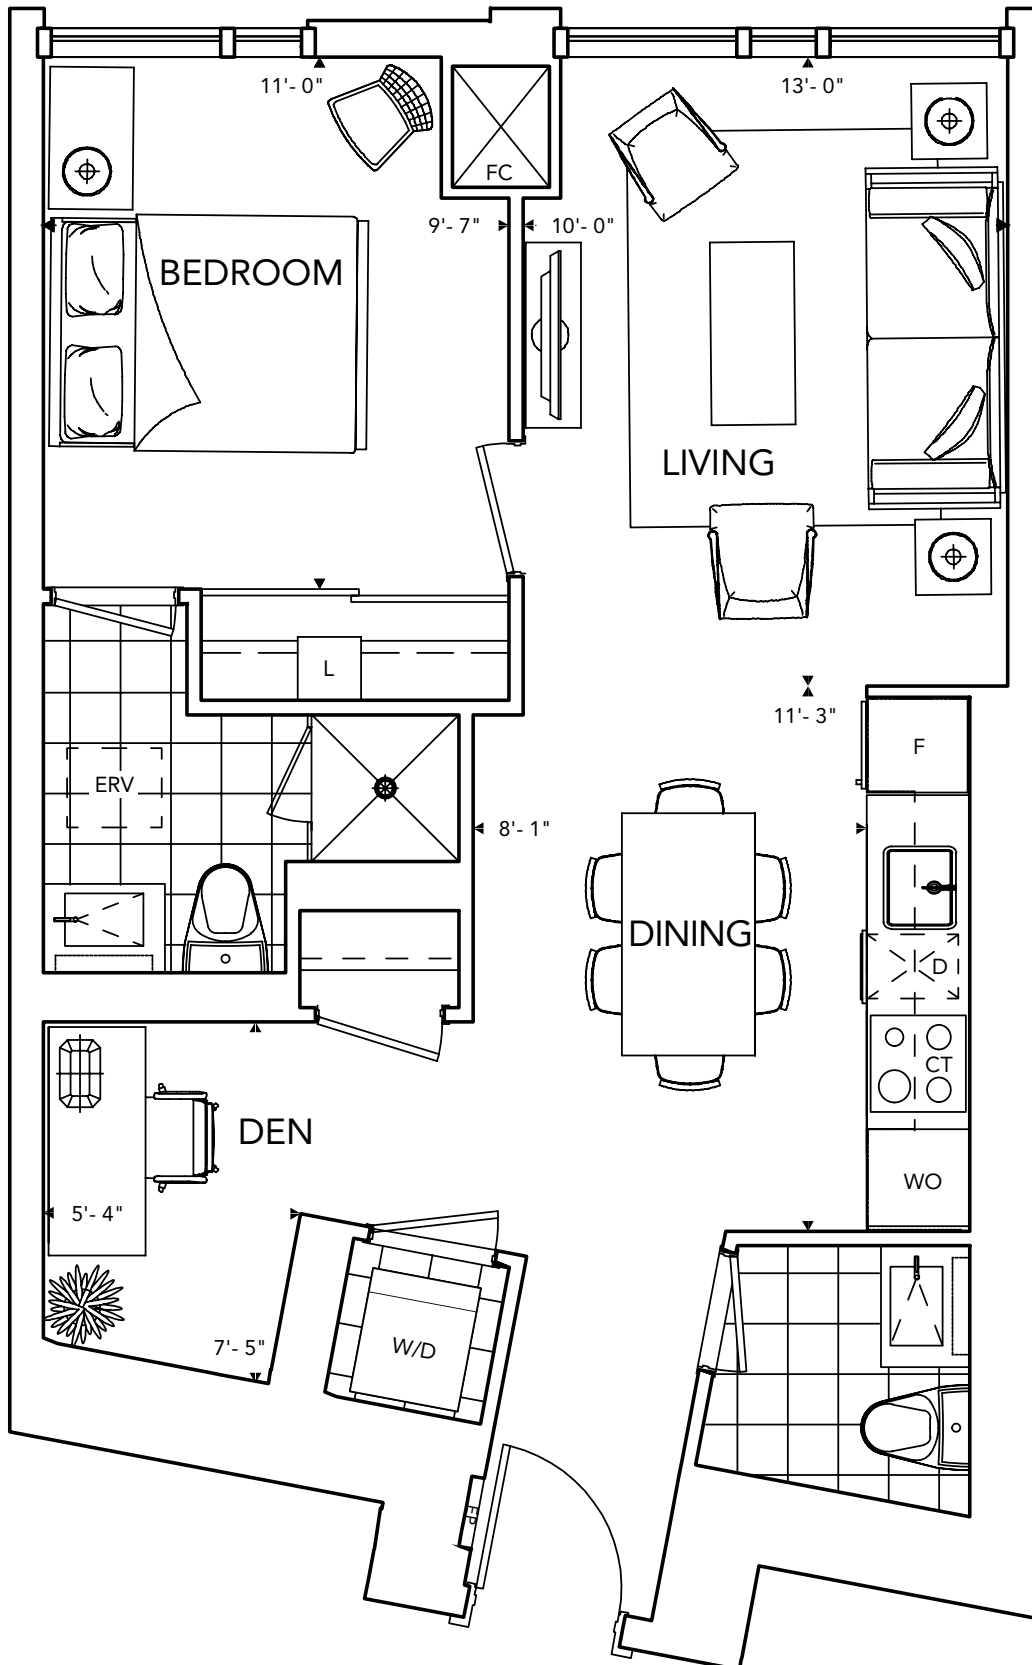 11'- 0"
13'- 0"
FC
9'- 7"
10'- 0"
BEDROOM
LIVING
L
11'- 3"
F
ERV
8'- 1"
DINING
D
CT
DEN
WO
5'- 4"
7'- 5"
W/D
EP